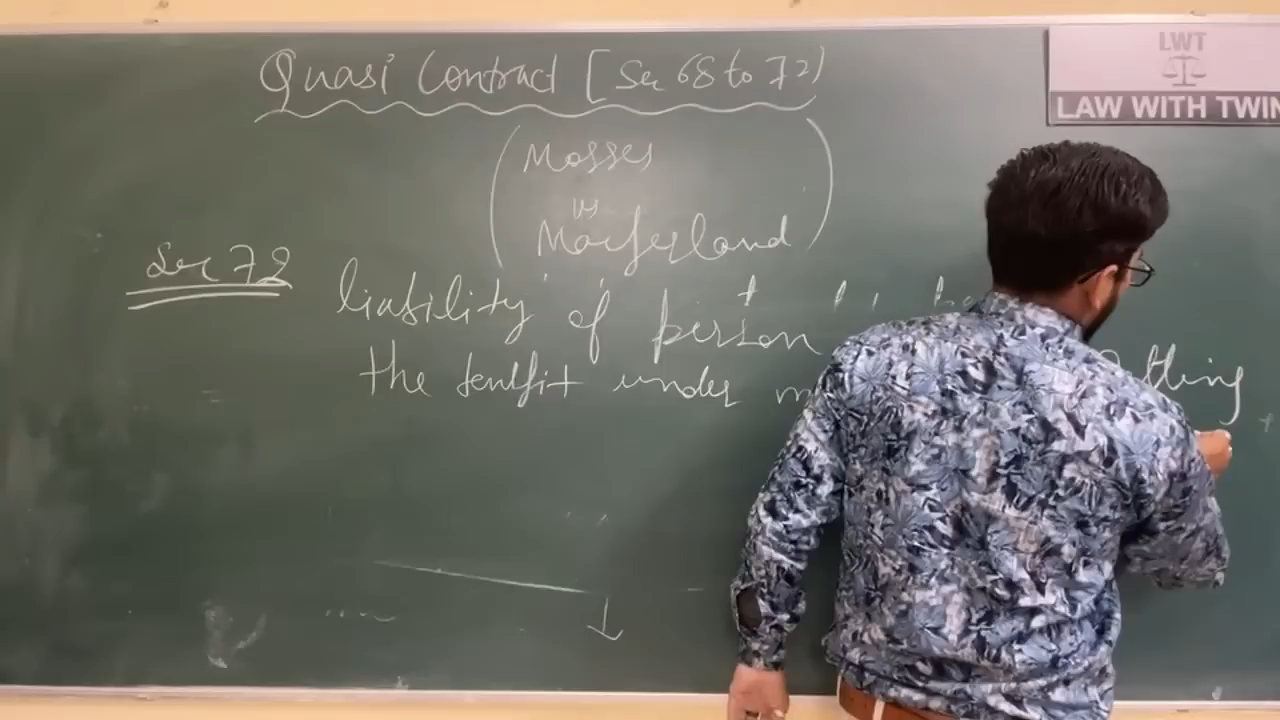 Quasi Contract [Sec 68 to 72)
LWT
LAW WITH TWIN
Mosses
vs
Macferland
Sec 72
liability of person
the benefit under